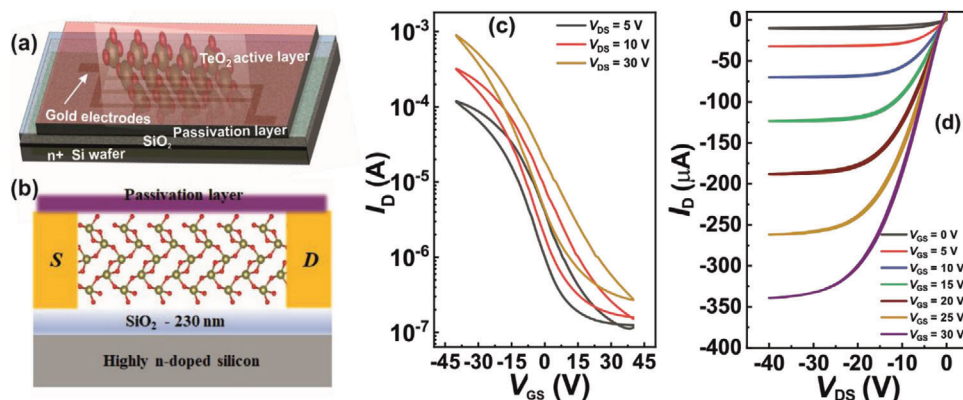 (a)
TeO2 active layer
Gold electrodes
Passivation layer
SiO2
n+ Si wafer
(b)
Passivation layer
S
D
SiO2 - 230 nm
Highly n-doped silicon
(c)
VDS = 5 V
VDS = 10 V
VDS = 30 V
10-3
10-4
10-5
10-6
10-7
ID (A)
-45 -30 -15 0 15 30 45
VGS (V)
(d)
0
-50
-100
-150
-200
-250
-300
-350
-400
ID (μA)
VGS = 0 V
VGS = 5 V
VGS = 10 V
VGS = 15 V
VGS = 20 V
VGS = 25 V
VGS = 30 V
-40 -30 -20 -10 0
VDS (V)